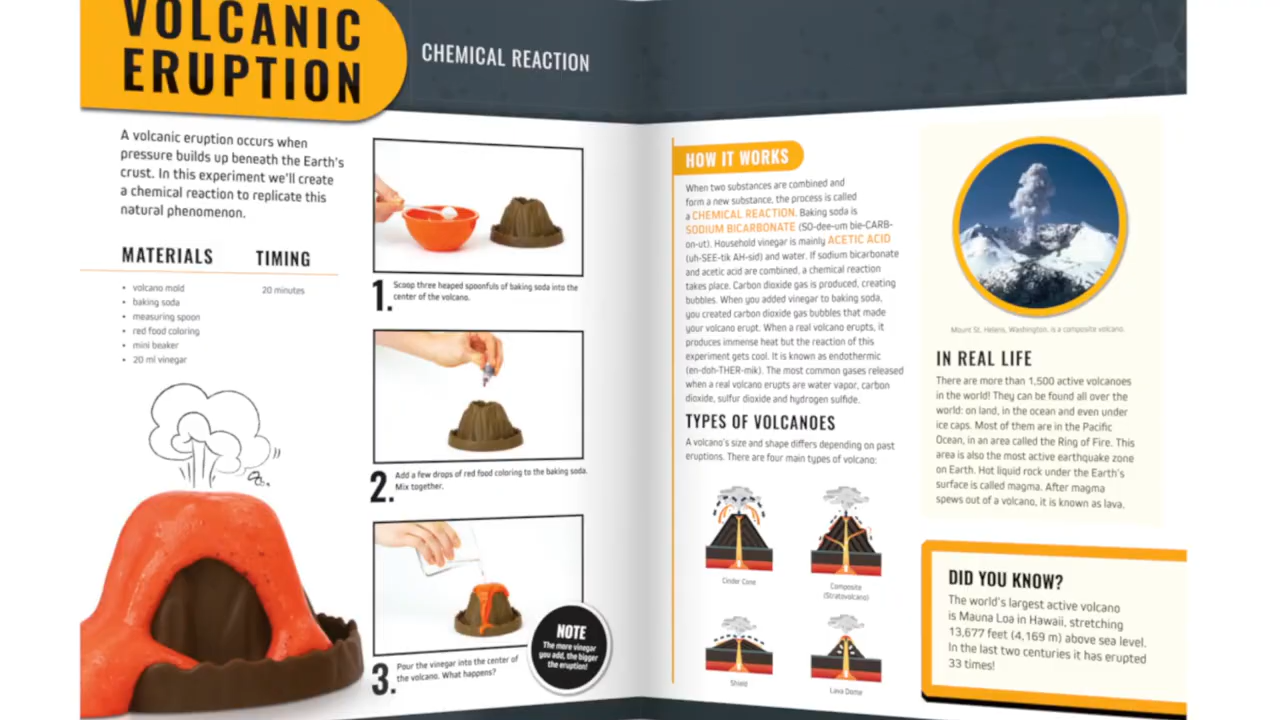 VOLCANIC
ERUPTION
CHEMICAL REACTION
A volcanic eruption occurs when
pressure builds up beneath the Earth's
crust. In this experiment we'll create
a chemical reaction to replicate this
natural phenomenon.
MATERIALS
• volcano mold
• baking soda
• measuring spoon
• red food coloring
• mini beaker
• 20 ml vinegar
TIMING
20 minutes
1. Scoop three heaped spoonfuls of baking soda into the
center of the volcano.
2. Add a few drops of red food coloring to the baking soda.
Mix together.
3. Pour the vinegar into the center of
the volcano. What happens?
NOTE
The more vinegar
you add, the bigger
the eruption!
HOW IT WORKS
When two substances are combined and
form a new substance, the process is called
a CHEMICAL REACTION. Baking soda is
SODIUM BICARBONATE (SO-dee-um bie-CARB-
on-ut). Household vinegar is mainly ACETIC ACID
(uh-SEE-tik AH-sid) and water. If sodium bicarbonate
and acetic acid are combined, a chemical reaction
takes place. Carbon dioxide gas is produced, creating
bubbles. When you added vinegar to baking soda,
you created carbon dioxide gas bubbles that made
your volcano erupt. When a real volcano erupts, it
produces immense heat but the reaction of this
experiment gets cool. It is known as endothermic
(en-doh-THER-mik). The most common gases released
when a real volcano erupts are water vapor, carbon
dioxide, sulfur dioxide and hydrogen sulfide.
TYPES OF VOLCANOES
A volcano's size and shape differs depending on past
eruptions. There are four main types of volcano:
Cinder Cone
Composite
(Stratovolcano)
Shield
Lava Dome
Mount St. Helens, Washington, is a composite volcano.
IN REAL LIFE
There are more than 1,500 active volcanoes
in the world! They can be found all over the
world: on land, in the ocean and even under
ice caps. Most of them are in the Pacific
Ocean, in an area called the Ring of Fire. This
area is also the most active earthquake zone
on Earth. Hot liquid rock under the Earth's
surface is called magma. After magma
spews out of a volcano, it is known as lava.
DID YOU KNOW?
The world's largest active volcano
is Mauna Loa in Hawaii, stretching
13,677 feet (4,169 m) above sea level.
In the last two centuries it has erupted
33 times!